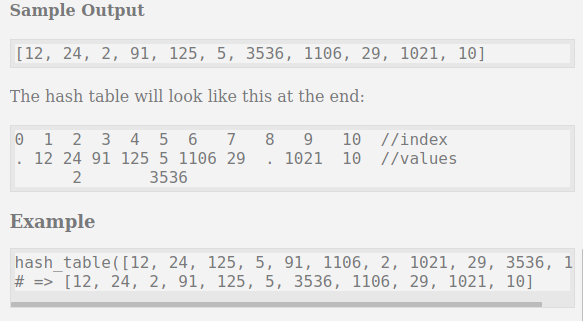 Sample Output
[12, 24, 2, 91, 125, 5, 3536, 1106, 29, 1021, 10]
The hash table will look like this at the end:
0  1  2  3  4  5  6   7   8   9   10  //index
. 12 24 91 125 5 1106 29  . 1021  10  //values
      2       3536
Example
hash_table([12, 24, 125, 5, 91, 1106, 2, 1021, 29, 3536, 1
# => [12, 24, 2, 91, 125, 5, 3536, 1106, 29, 1021, 10]